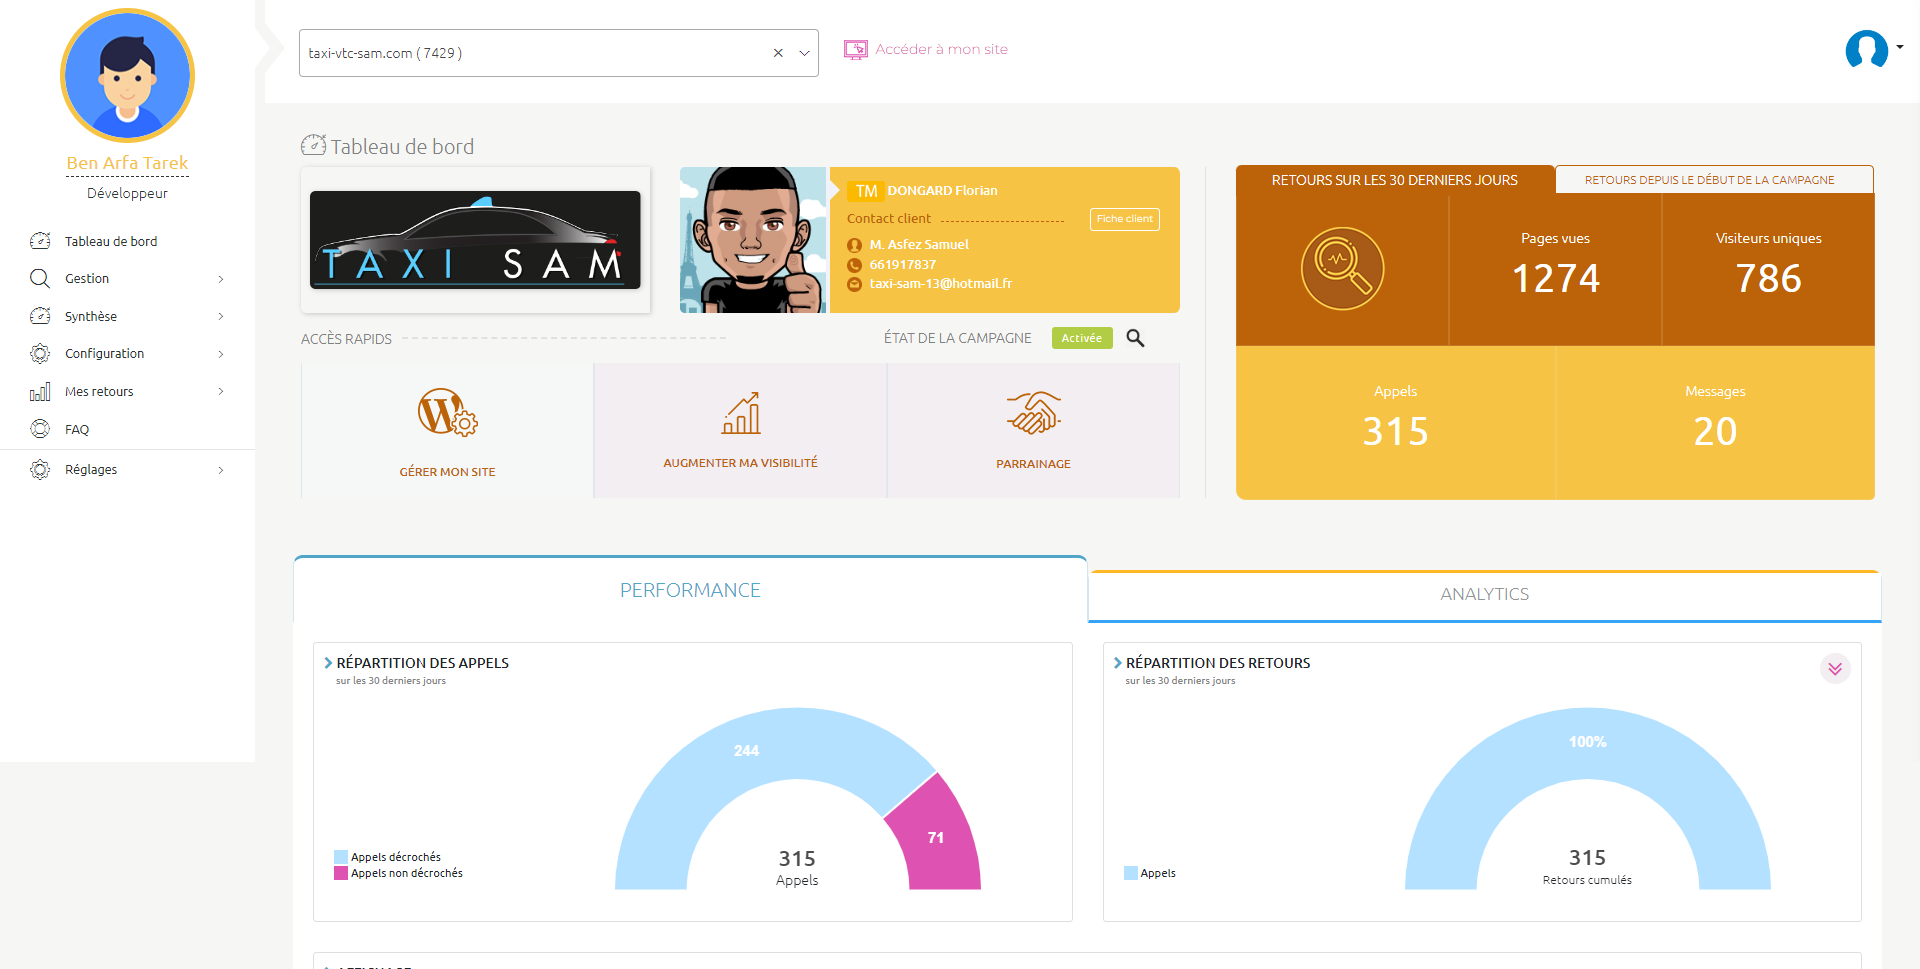 Ben Arfa Tarek
Développeur
Tableau de bord
Gestion
Synthèse
Configuration
Mes retours
FAQ
Réglages
taxi-vtc-sam.com ( 7429 )
Accéder à mon site
Tableau de bord
TAXI SAM
TM DONGARD Florian
Contact client
Fiche client
M. Asfez Samuel
661917837
taxi-sam-13@hotmail.fr
ACCÈS RAPIDS
ÉTAT DE LA CAMPAGNE
Activée
GÉRER MON SITE
AUGMENTER MA VISIBILITÉ
PARRAINAGE
RETOURS SUR LES 30 DERNIERS JOURS
RETOURS DEPUIS LE DÉBUT DE LA CAMPAGNE
Pages vues
1274
Visiteurs uniques
786
Appels
315
Messages
20
PERFORMANCE
ANALYTICS
RÉPARTITION DES APPELS
sur les 30 derniers jours
244
71
315
Appels
Appels décrochés
Appels non décrochés
RÉPARTITION DES RETOURS
sur les 30 derniers jours
100%
315
Retours cumulés
Appels